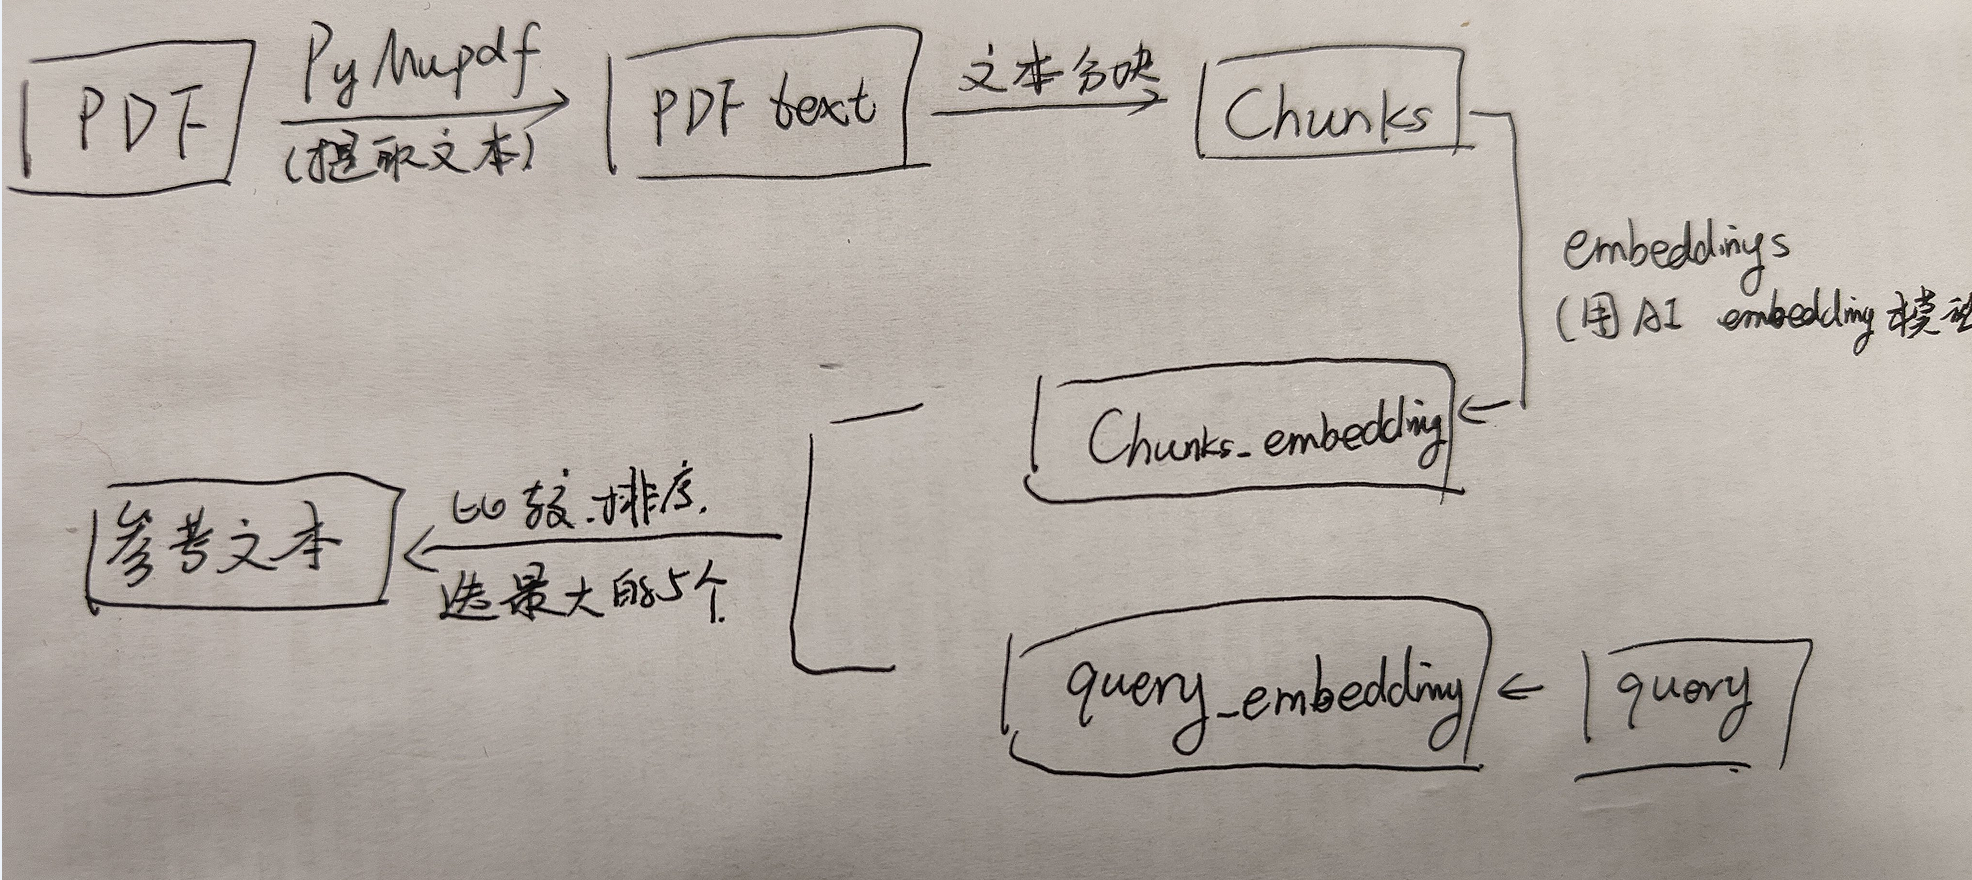 PDF
PyMupdf
(提取文本)
PDF text
文本分块
Chunks
embeddings
(用AI embedding 模型
Chunks_embedding
参考文本
比较.排序.
选最大的5个
query_embedding
query